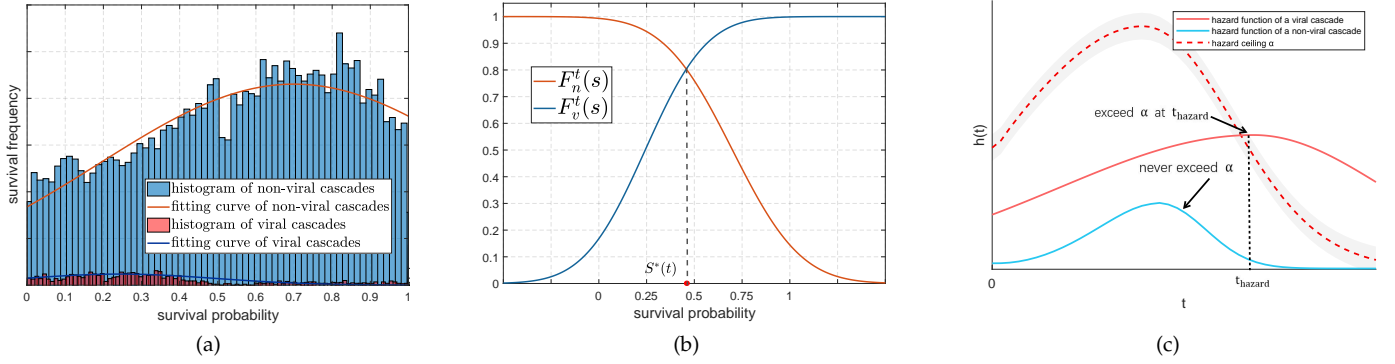 survival frequency
histogram of non-viral cascades
fitting curve of non-viral cascades
histogram of viral cascades
fitting curve of viral cascades
0 0.1 0.2 0.3 0.4 0.5 0.6 0.7 0.8 0.9 1
survival probability
(a)
1
0.9
0.8
0.7
0.6
0.5
0.4
0.3
0.2
0.1
0
F_n^t(s)
F_v^t(s)
S*(t)
0 0.25 0.5 0.75 1
survival probability
(b)
hazard function of a viral cascade
hazard function of a non-viral cascade
hazard ceiling α
h(t)
exceed α at t_hazard
never exceed α
0
t_hazard
t
(c)